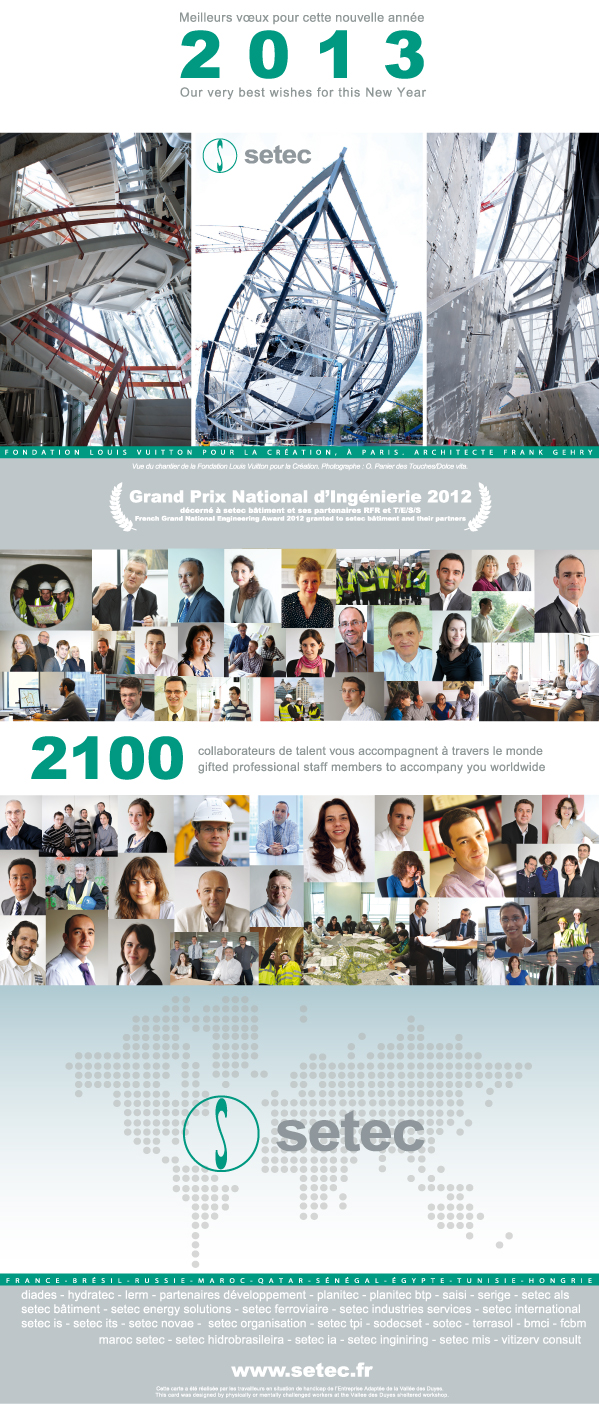 Meilleurs vœux pour cette nouvelle année
2013
Our very best wishes for this New Year
setec
FONDATION LOUIS VUITTON POUR LA CRÉATION, À PARIS. ARCHITECTE FRANK GEHRY
Vue du chantier de la Fondation Louis Vuitton pour la Création, Photographe : O. Panier des Touches/Dolce vita.
Grand Prix National d'Ingénierie 2012
décerné à setec bâtiment et ses partenaires RFR et T/E/S/S
French Grand National Engineering Award 2012 granted to setec bâtiment and their partners
2100
collaborateurs de talent vous accompagnent à travers le monde
gifted professional staff members to accompany you worldwide
setec
FRANCE-BRÉSIL-RUSSIE-MAROC-QATAR-SÉNÉGAL-ÉGYPTE-TUNISIE-HONGRIE
diades - hydratec - lerm - partenaires développement - planitec - planitec btp - saisi - serige - setec als
setec bâtiment - setec energy solutions - setec ferroviaire - setec industries services - setec international
setec is - setec its - setec novae - setec organisation - setec tpi - sodecset - sotec - terrasol - bmci - fcbm
maroc setec - setec hidrobrasileira - setec ia - setec inginiring - setec mis - vitizerv consult
www.setec.fr
Cette carte a été réalisée par les travailleurs en situation de handicap de l'Entreprise Adaptée de la Vallée des Duyes.
This card was designed by physically or mentally challenged workers at the Vallée des Duyes sheltered workshop.